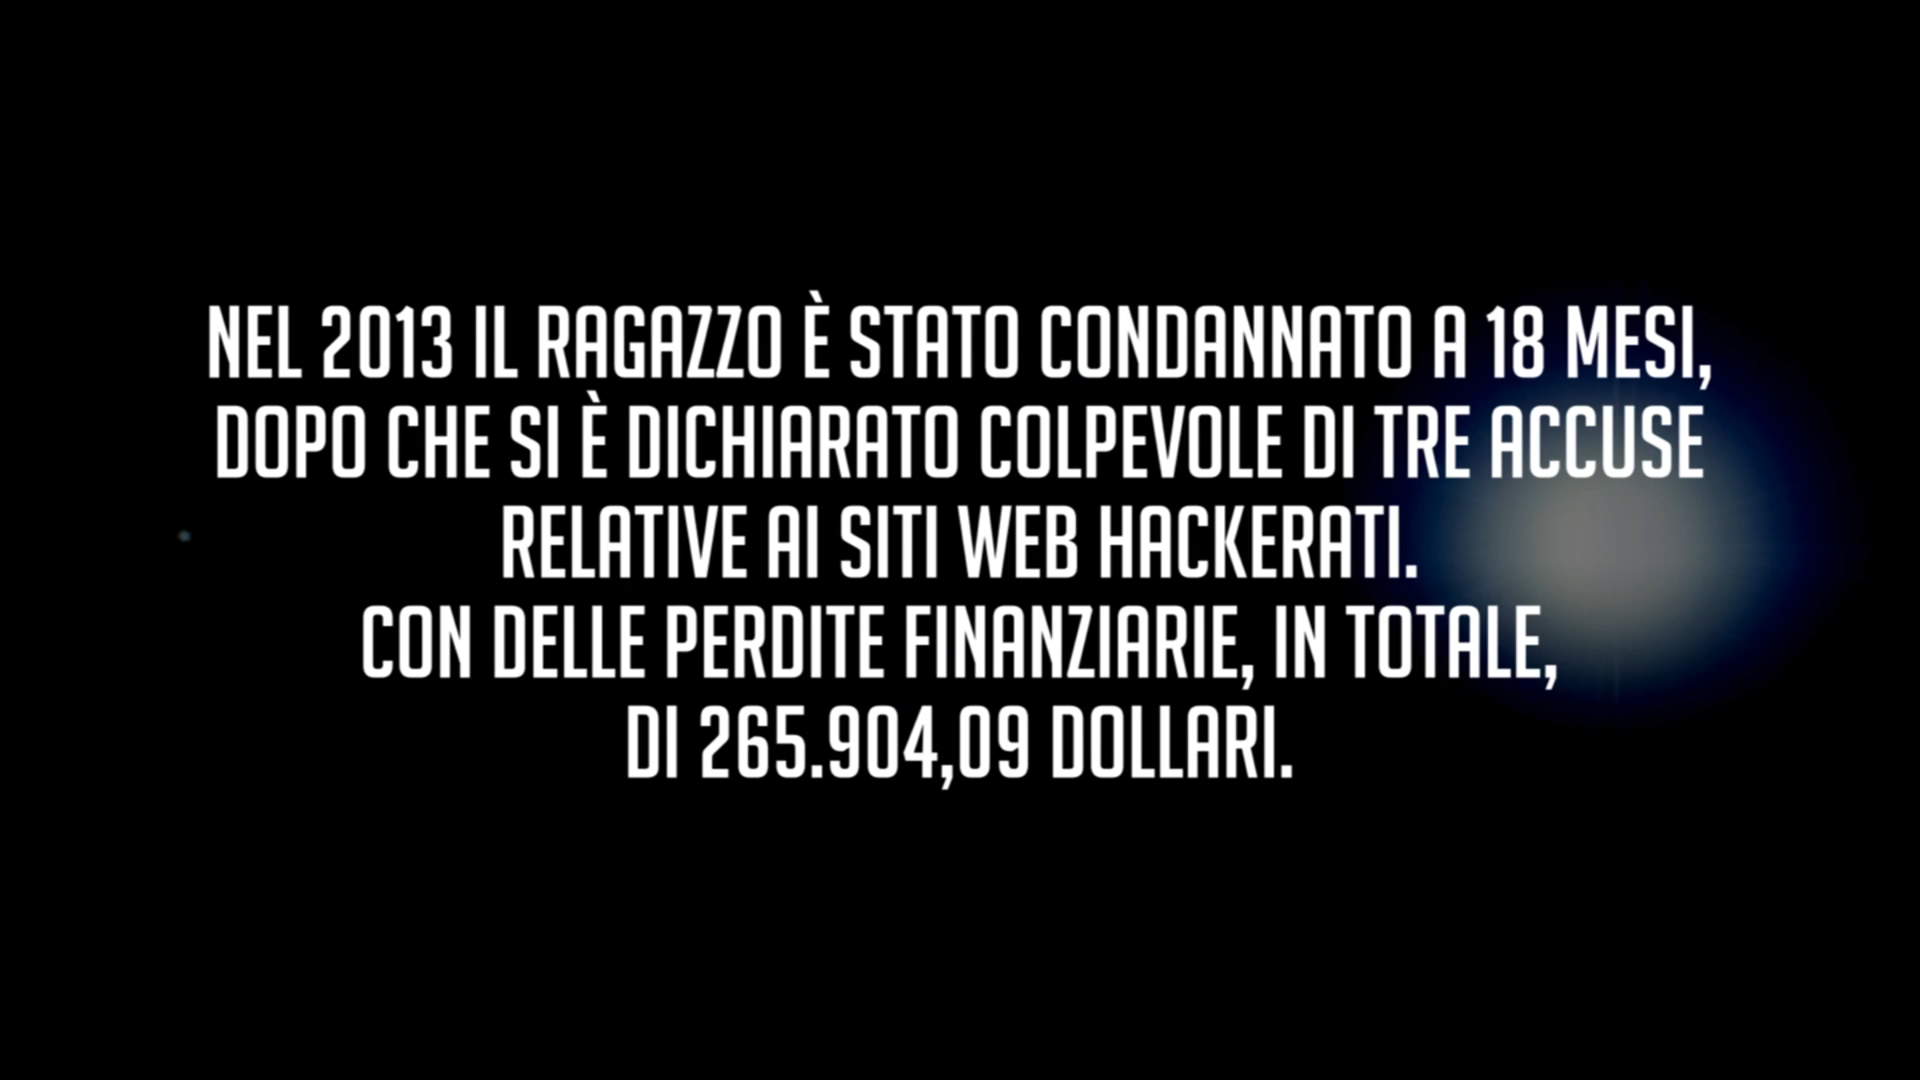 NEL 2013 IL RAGAZZO È STATO CONDANNATO A 18 MESI,
DOPO CHE SI È DICHIARATO COLPEVOLE DI TRE ACCUSE
RELATIVE AI SITI WEB HACKERATI.
CON DELLE PERDITE FINANZIARIE, IN TOTALE,
DI 265.904,09 DOLLARI.